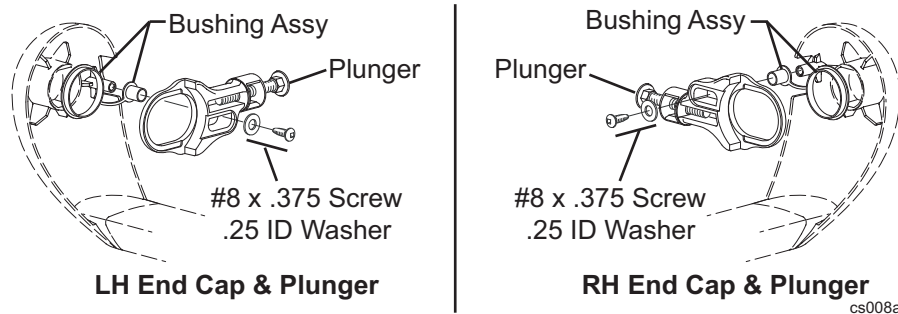 Bushing Assy
Plunger
#8 x .375 Screw
.25 ID Washer
LH End Cap & Plunger
Bushing Assy
Plunger
#8 x .375 Screw
.25 ID Washer
RH End Cap & Plunger
cs008a